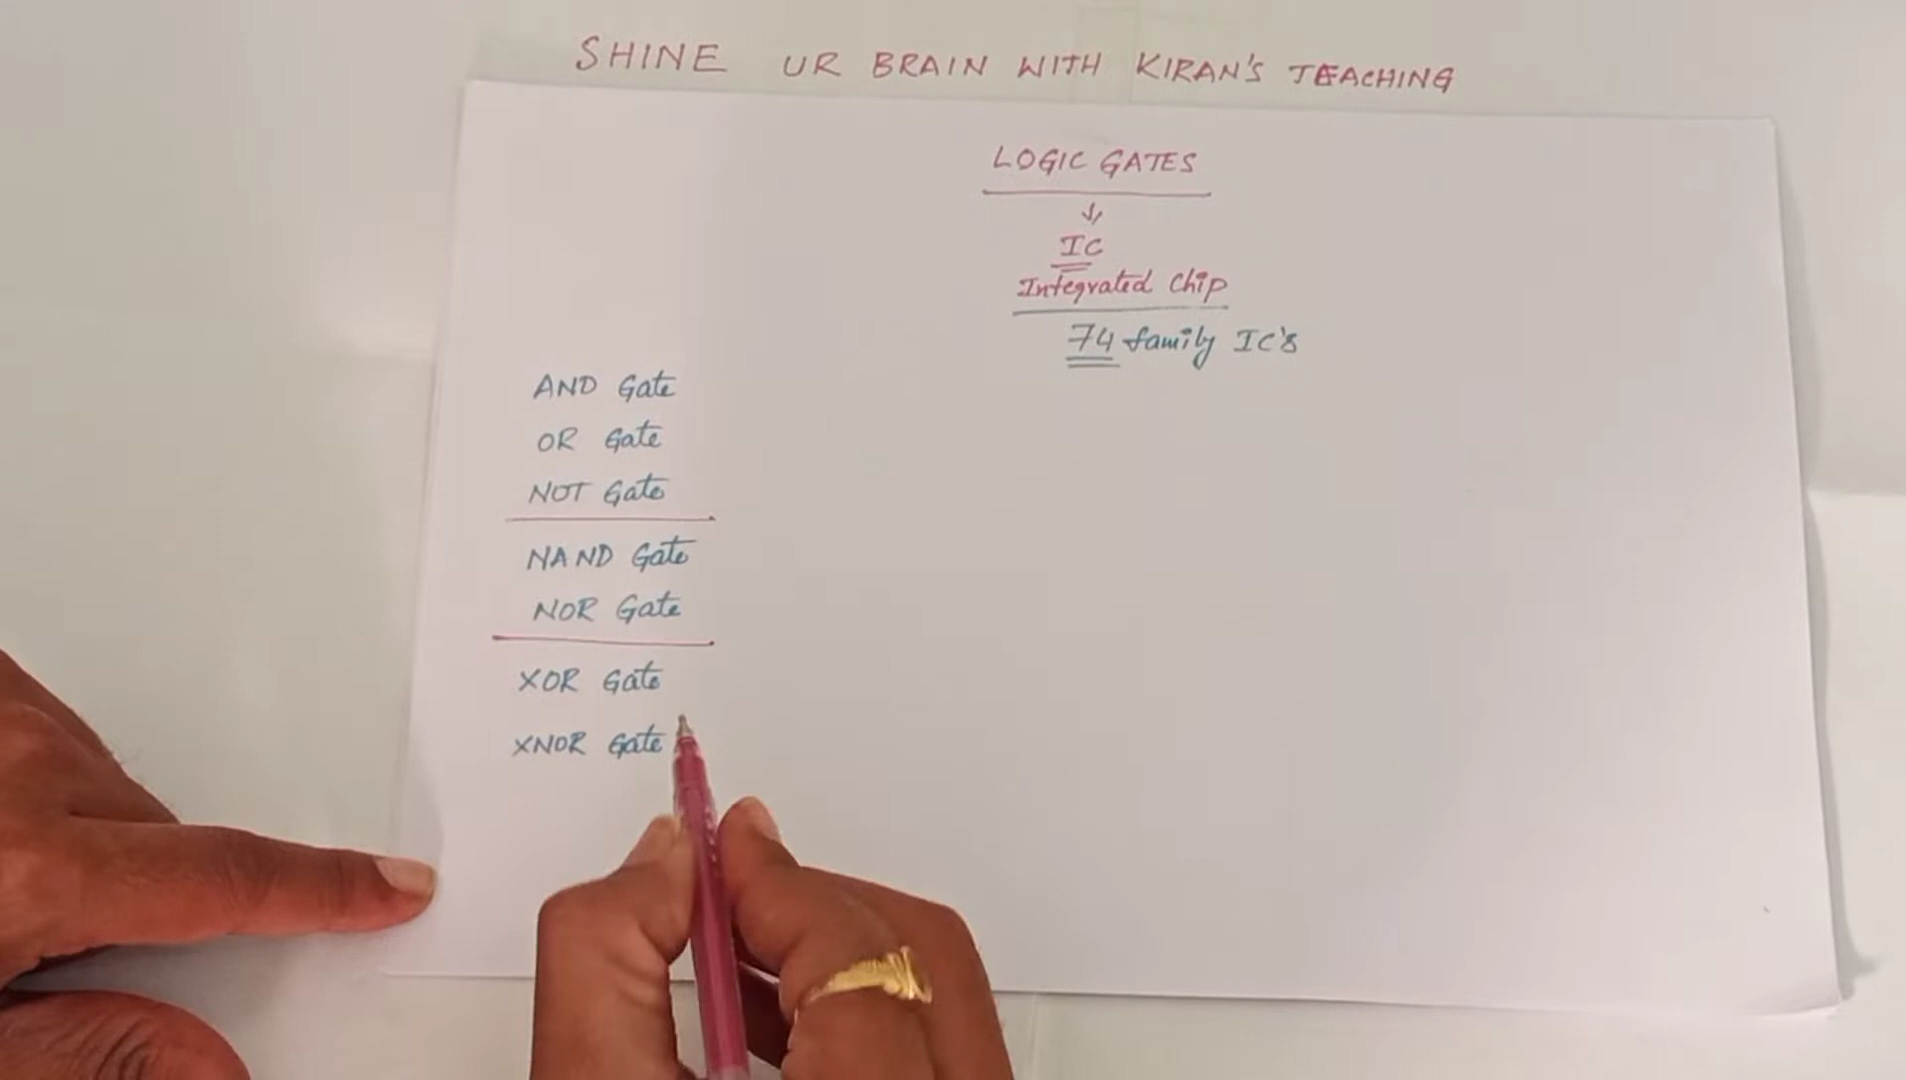 SHINE UR BRAIN WITH KIRAN'S TEACHING
LOGIC GATES
IC
Integrated Chip
74 family IC's
AND Gate
OR Gate
NOT Gate
NAND Gate
NOR Gate
XOR Gate
XNOR Gate